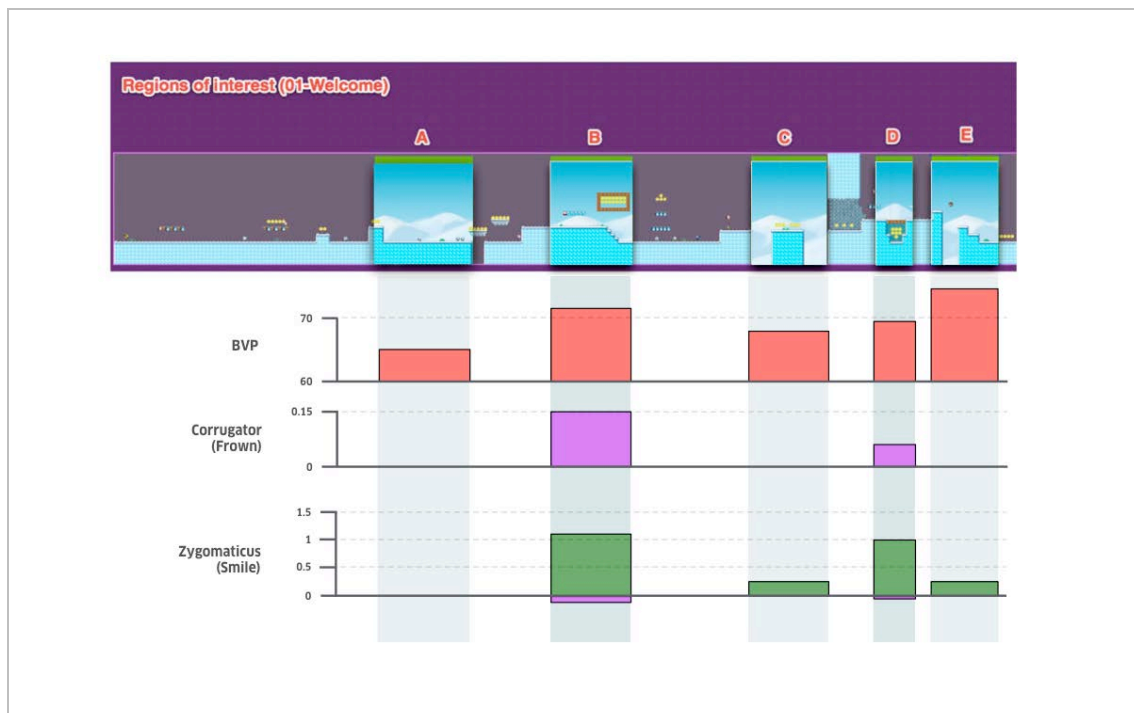 Regions of interest (01-Welcome)
A B C D E
70
BVP
60
0.15
Corrugator
(Frown)
0
1.5
1
Zygomaticus
(Smile)
0.5
0